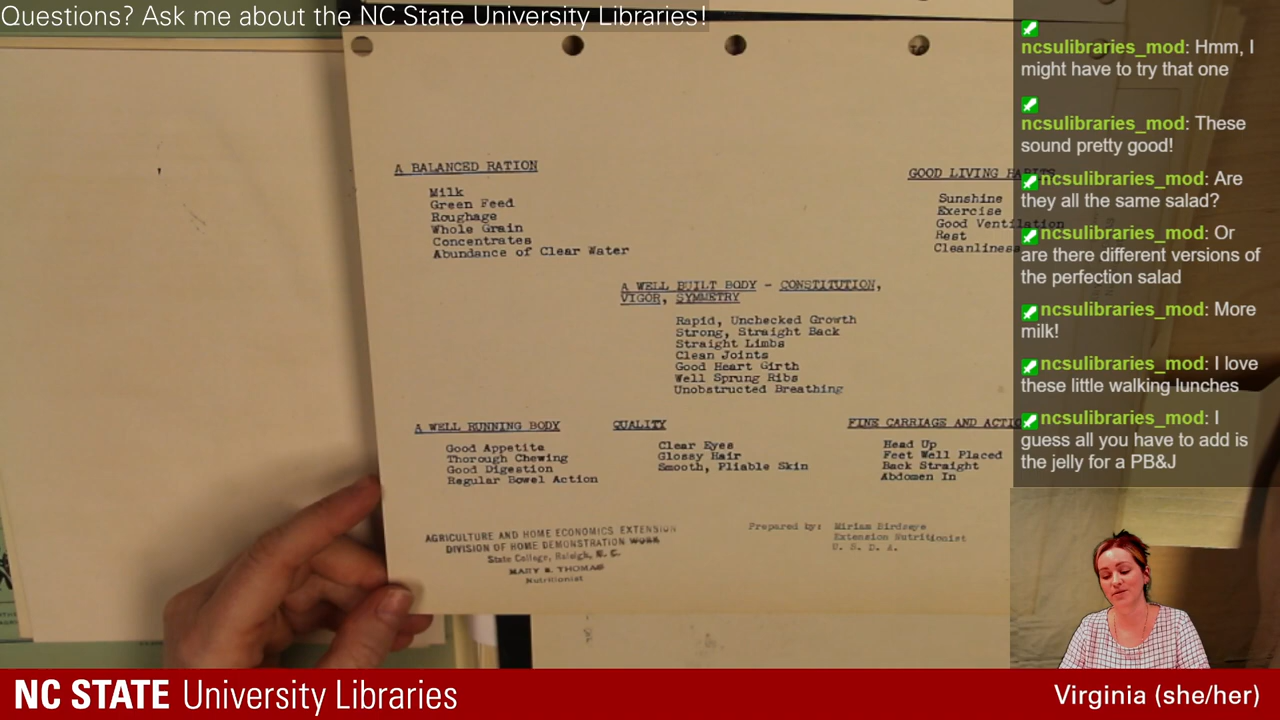 Questions? Ask me about the NC State University Libraries!
A BALANCED RATION
Milk
Green Feed
Roughage
Whole Grain
Concentrates
Abundance of Clear Water
GOOD LIVING HABITS
Sunshine
Exercise
Good Ventilation
Rest
Cleanliness
A WELL BUILT BODY - CONSTITUTION,
VIGOR, SYMMETRY
Rapid, Unchecked Growth
Strong, Straight Back
Straight Limbs
Clean Joints
Good Heart Girth
Well Sprung Ribs
Unobstructed Breathing
A WELL RUNNING BODY
Good Appetite
Thorough Chewing
Good Digestion
Regular Bowel Action
QUALITY
Clear Eyes
Glossy Hair
Smooth, Pliable Skin
FINE CARRIAGE AND ACTIO
Head Up
Feet Well Placed
Back Straight
Abdomen In
AGRICULTURE AND HOME ECONOMICS EXTENSION
DIVISION OF HOME DEMONSTRATION WORK
State College, Raleigh, N. C.
MARY E. THOMAS
Nutritionist
Prepared by: Miriam Birdseye
Extension Nutritionist
U. S. D. A.
ncsulibraries_mod: Hmm, I
might have to try that one
ncsulibraries_mod: These
sound pretty good!
ncsulibraries_mod: Are
they all the same salad?
ncsulibraries_mod: Or
are there different versions of
the perfection salad
ncsulibraries_mod: More
milk!
ncsulibraries_mod: I love
these little walking lunches
ncsulibraries_mod: I
guess all you have to add is
the jelly for a PB&J
NC STATE University Libraries
Virginia (she/her)